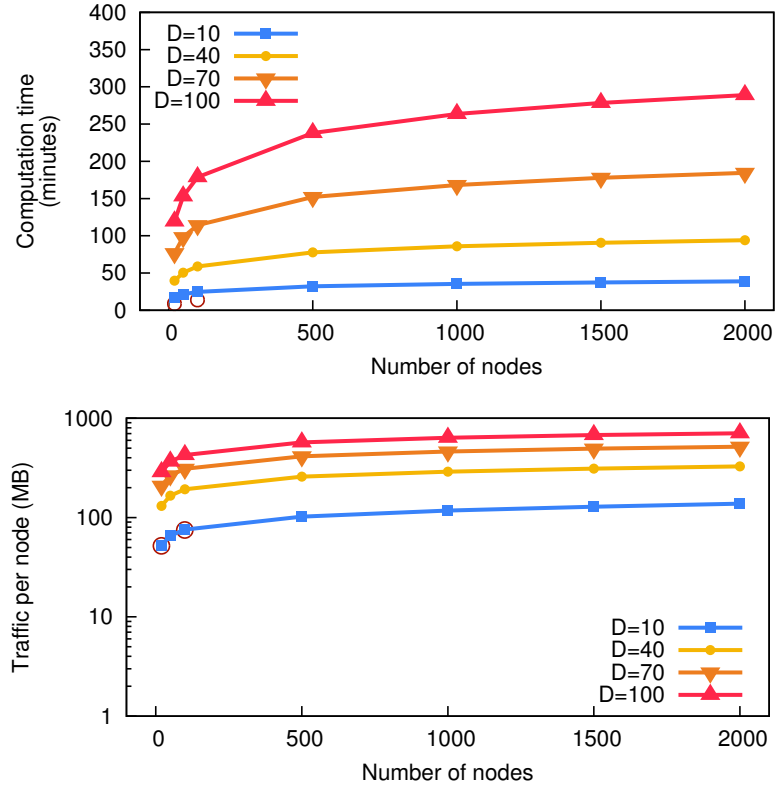 400
350
300
250
200
150
100
50
0
Computation time
(minutes)
D=10
D=40
D=70
D=100
0 500 1000 1500 2000
Number of nodes
1000
100
10
1
Traffic per node (MB)
D=10
D=40
D=70
D=100
0 500 1000 1500 2000
Number of nodes